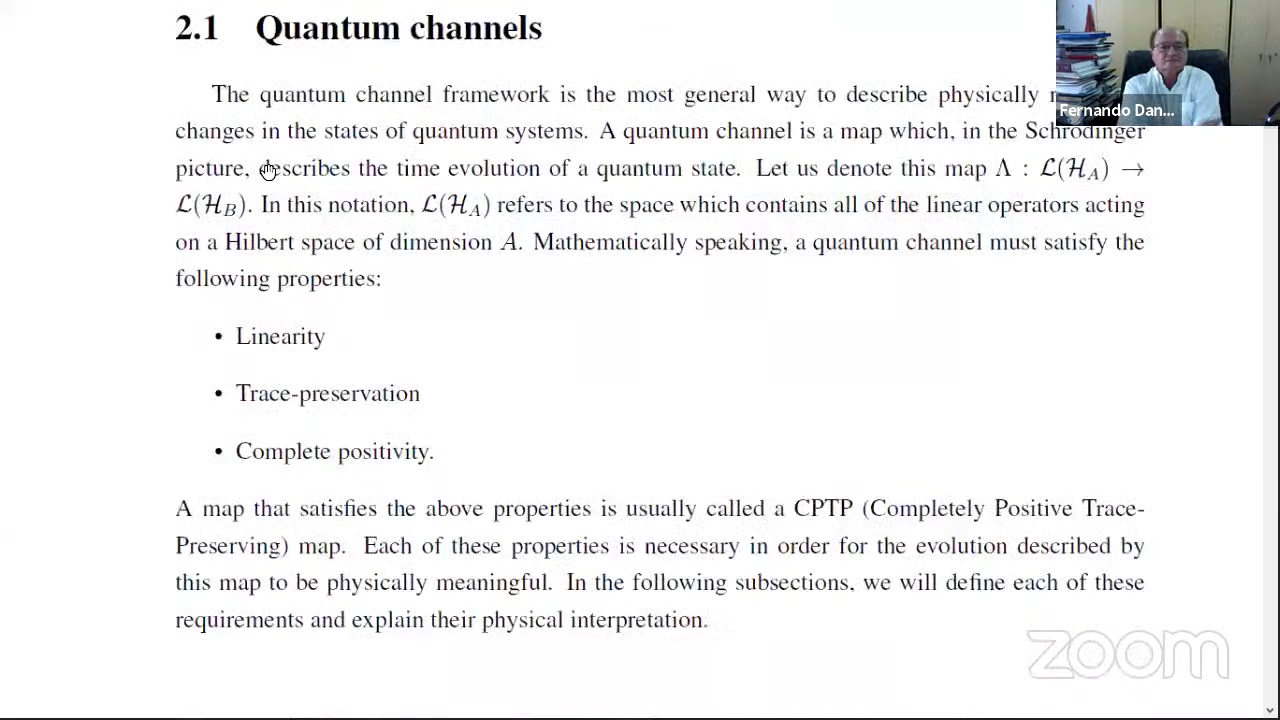 2.1 Quantum channels
The quantum channel framework is the most general way to describe physically
Fernando Dan...
changes in the states of quantum systems. A quantum channel is a map which, in the Schrödinger
picture, describes the time evolution of a quantum state. Let us denote this map Λ : ℒ(ℋ_A) →
ℒ(ℋ_B). In this notation, ℒ(ℋ_A) refers to the space which contains all of the linear operators acting
on a Hilbert space of dimension A. Mathematically speaking, a quantum channel must satisfy the
following properties:
• Linearity
• Trace-preservation
• Complete positivity.
A map that satisfies the above properties is usually called a CPTP (Completely Positive Trace-
Preserving) map. Each of these properties is necessary in order for the evolution described by
this map to be physically meaningful. In the following subsections, we will define each of these
requirements and explain their physical interpretation.
zoom